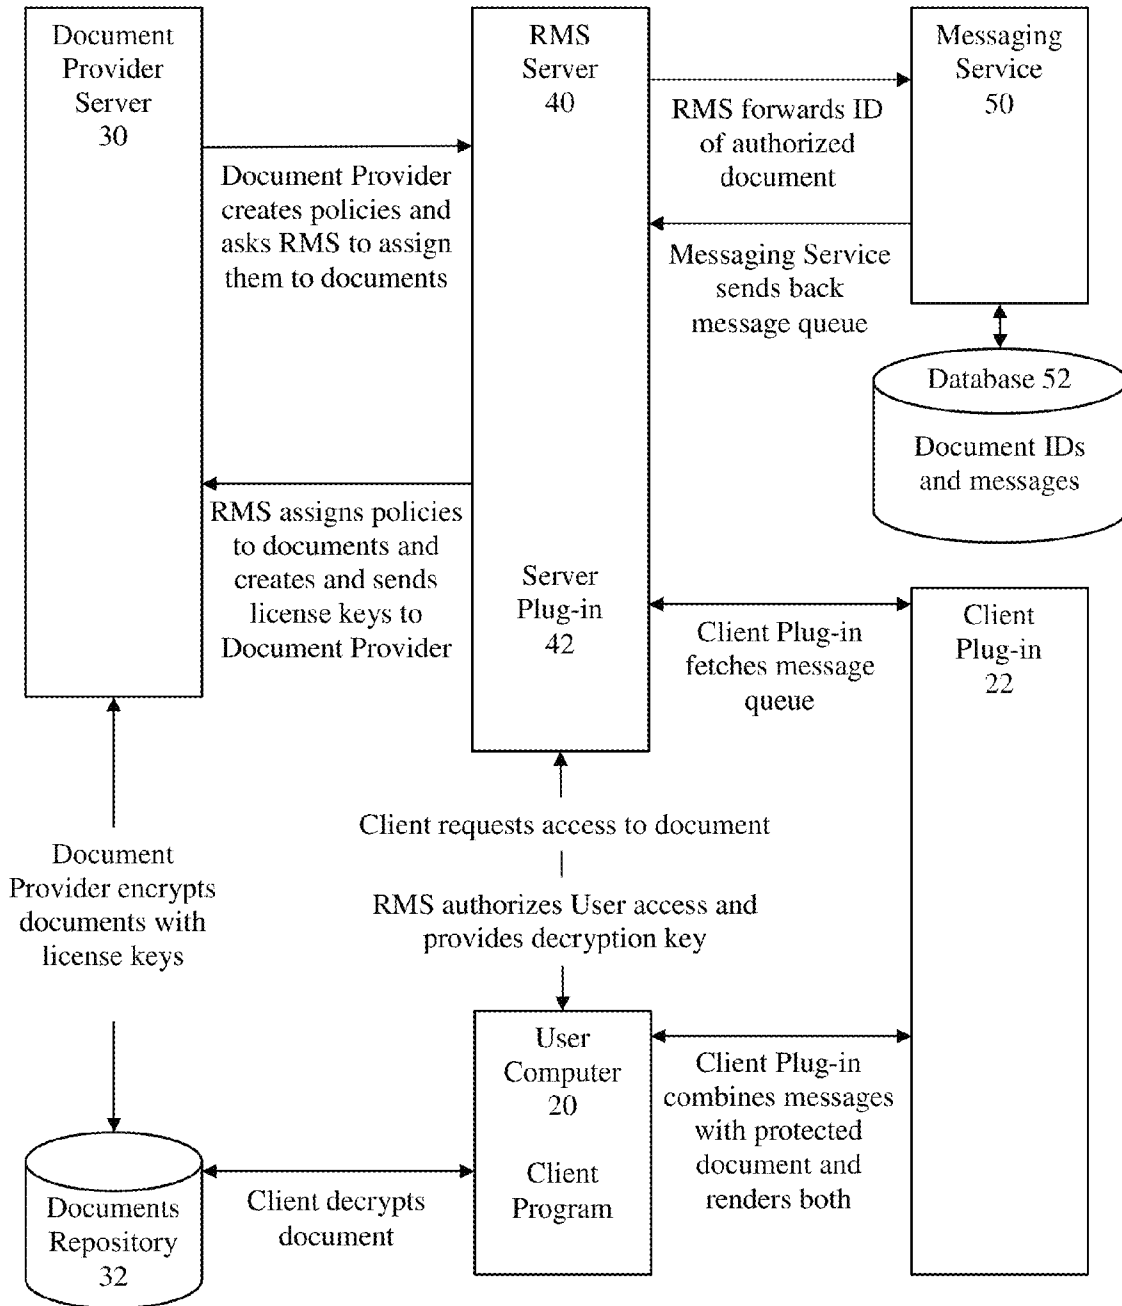 Document
Provider
Server
30
RMS
Server
40
Messaging
Service
50
RMS forwards ID
of authorized
document
Document Provider
creates policies and
asks RMS to assign
them to documents
Messaging Service
sends back
message queue
Database 52
Document IDs
and messages
RMS assigns policies
to documents and
creates and sends
license keys to
Document Provider
Server
Plug-in
42
Client Plug-in
fetches message
queue
Client
Plug-in
22
Client requests access to document
RMS authorizes User access and
provides decryption key
Document
Provider encrypts
documents with
license keys
User
Computer
20
Client
Program
Client Plug-in
combines messages
with protected
document and
renders both
Client decrypts
document
Documents
Repository
32